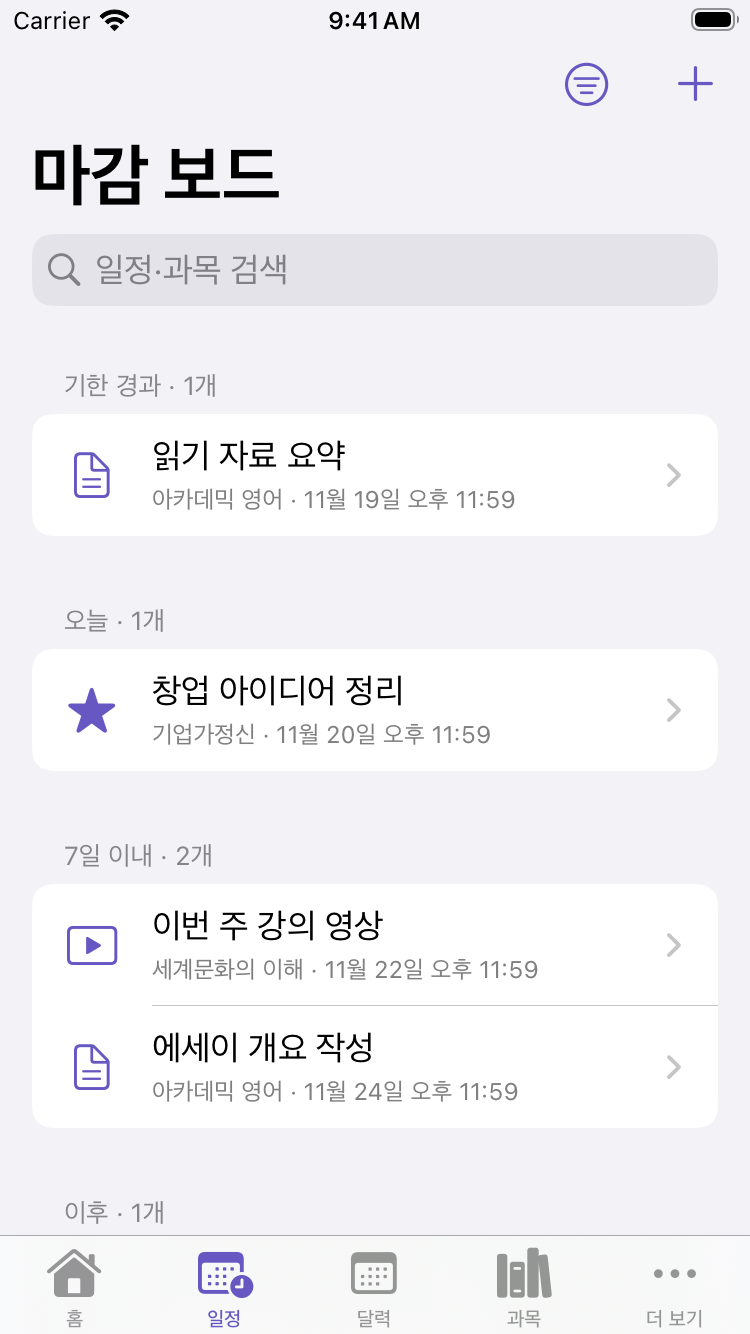 Carrier 9:41 AM
마감 보드
일정·과목 검색
기한 경과 · 1개
읽기 자료 요약
아카데믹 영어 · 11월 19일 오후 11:59
오늘 · 1개
창업 아이디어 정리
기업가정신 · 11월 20일 오후 11:59
7일 이내 · 2개
이번 주 강의 영상
세계문화의 이해 · 11월 22일 오후 11:59
에세이 개요 작성
아카데믹 영어 · 11월 24일 오후 11:59
이후 · 1개
홈 일정 달력 과목 더 보기